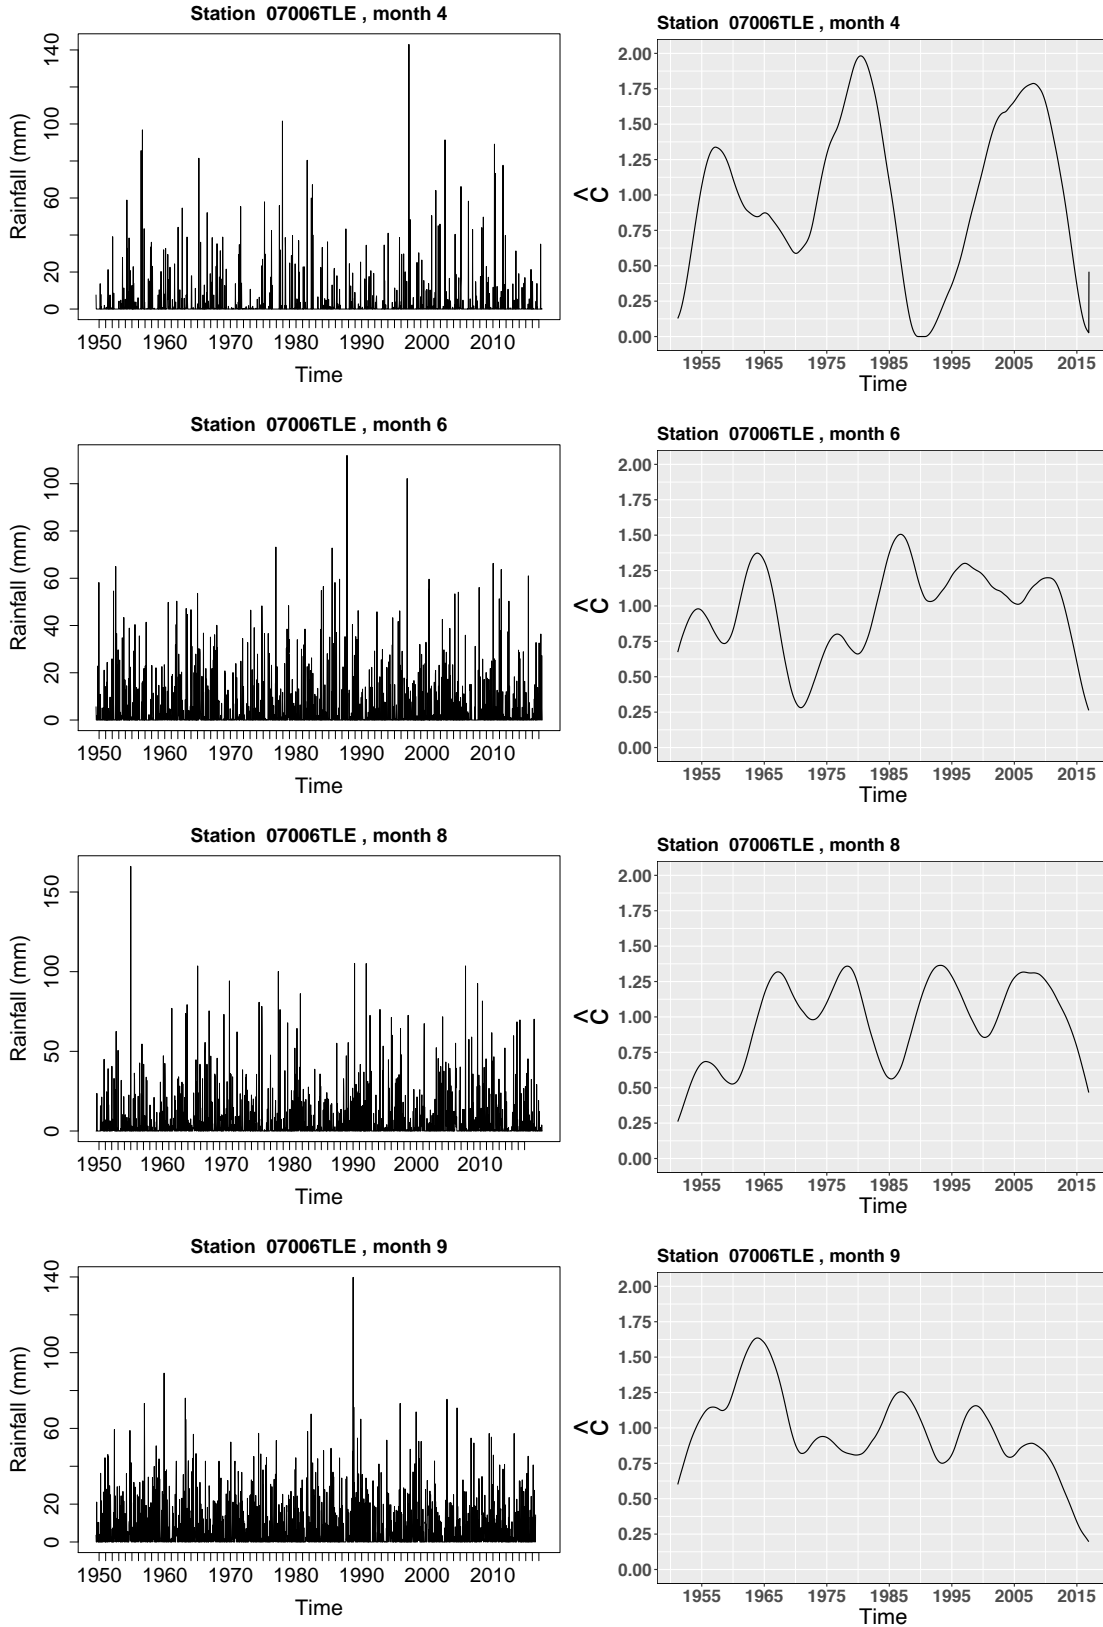 Station 07006TLE , month 4
Rainfall (mm)
0 20 60 100 140
1950 1960 1970 1980 1990 2000 2010
Time
Station 07006TLE , month 4
ĉ
2.00
1.75
1.50
1.25
1.00
0.75
0.50
0.25
0.00
1955 1965 1975 1985 1995 2005 2015
Time
Station 07006TLE , month 6
Rainfall (mm)
0 20 40 60 80 100
1950 1960 1970 1980 1990 2000 2010
Time
Station 07006TLE , month 6
ĉ
2.00
1.75
1.50
1.25
1.00
0.75
0.50
0.25
0.00
1955 1965 1975 1985 1995 2005 2015
Time
Station 07006TLE , month 8
Rainfall (mm)
0 50 100 150
1950 1960 1970 1980 1990 2000 2010
Time
Station 07006TLE , month 8
ĉ
2.00
1.75
1.50
1.25
1.00
0.75
0.50
0.25
0.00
1955 1965 1975 1985 1995 2005 2015
Time
Station 07006TLE , month 9
Rainfall (mm)
0 20 60 100 140
1950 1960 1970 1980 1990 2000 2010
Time
Station 07006TLE , month 9
ĉ
2.00
1.75
1.50
1.25
1.00
0.75
0.50
0.25
0.00
1955 1965 1975 1985 1995 2005 2015
Time